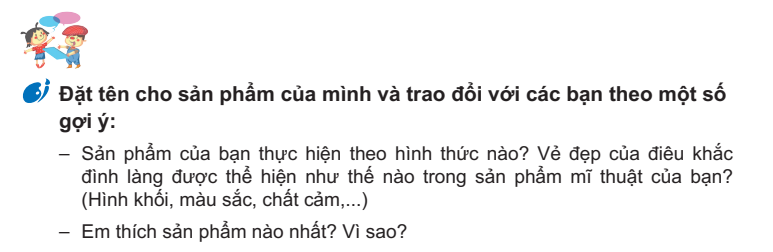 Đặt tên cho sản phẩm của mình và trao đổi với các bạn theo một số
gợi ý:
– Sản phẩm của bạn thực hiện theo hình thức nào? Vẻ đẹp của điêu khắc
đình làng được thể hiện như thế nào trong sản phẩm mĩ thuật của bạn?
(Hình khối, màu sắc, chất cảm,...)
– Em thích sản phẩm nào nhất? Vì sao?